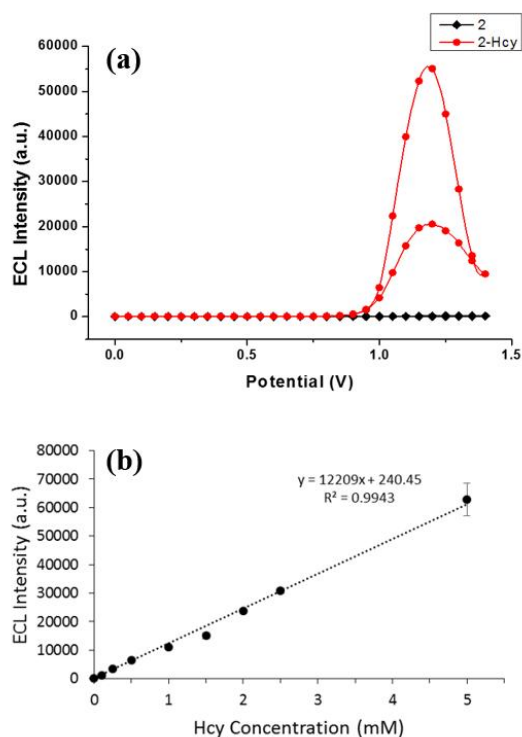 2
2-Hcy
(a)
60000
50000
40000
30000
20000
10000
0
ECL Intensity (a.u.)
0.0 0.5 1.0 1.5
Potential (V)
(b)
80000
70000
60000
50000
40000
30000
20000
10000
0
ECL Intensity (a.u.)
y = 12209x + 240.45
R² = 0.9943
0 1 2 3 4 5
Hcy Concentration (mM)